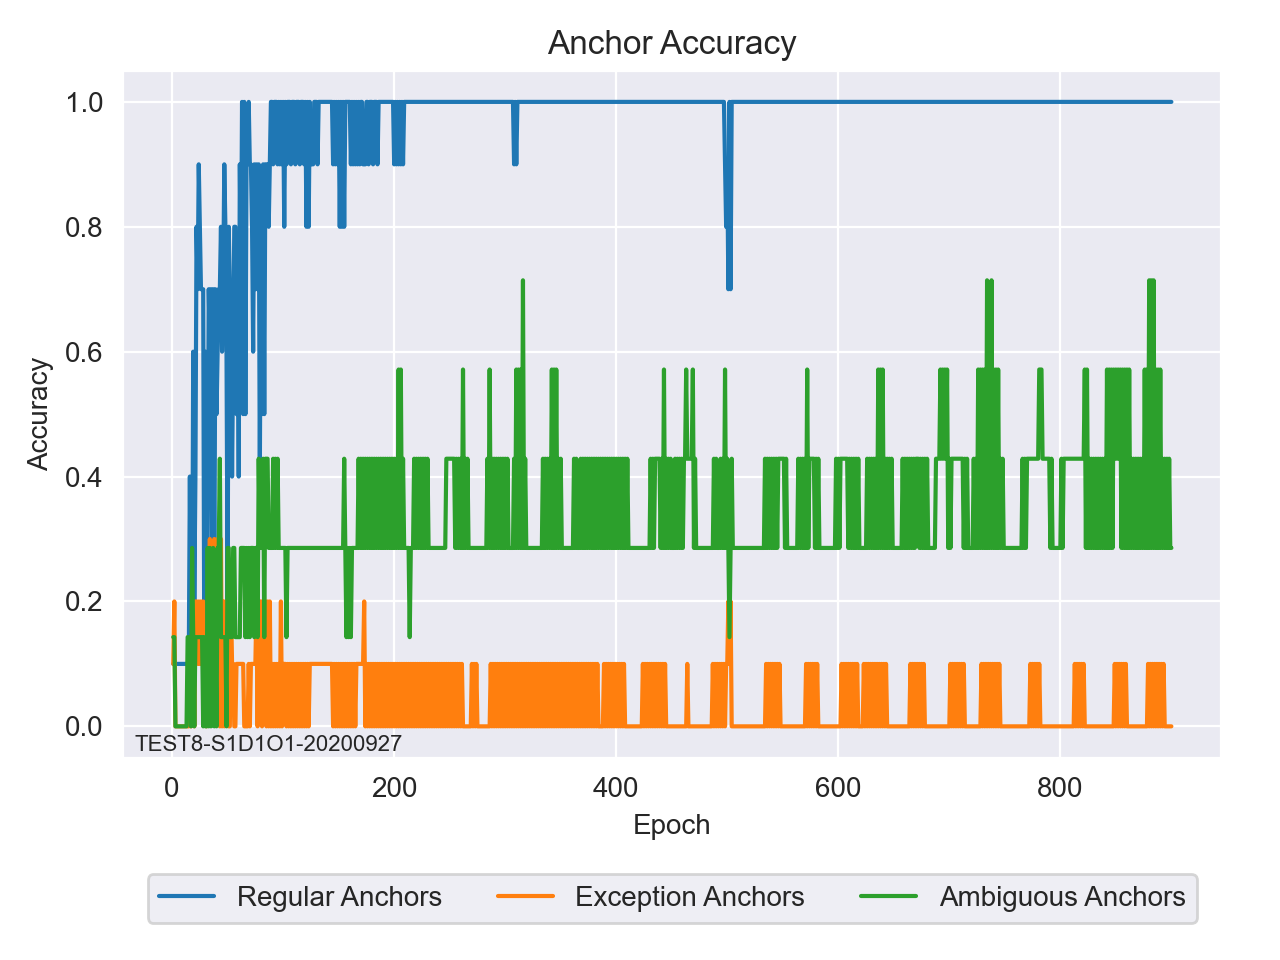 Anchor Accuracy
1.0
0.8
0.6
0.4
0.2
0.0
Accuracy
TEST8-S1D1O1-20200927
0 200 400 600 800
Epoch
Regular Anchors Exception Anchors Ambiguous Anchors